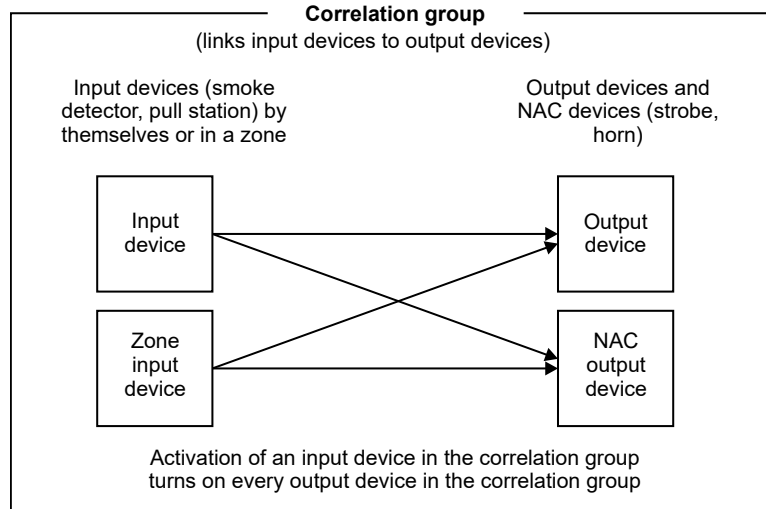 Correlation group
(links input devices to output devices)
Input devices (smoke
detector, pull station) by
themselves or in a zone
Output devices and
NAC devices (strobe,
horn)
Input
device
Output
device
Zone
input
device
NAC
output
device
Activation of an input device in the correlation group
turns on every output device in the correlation group